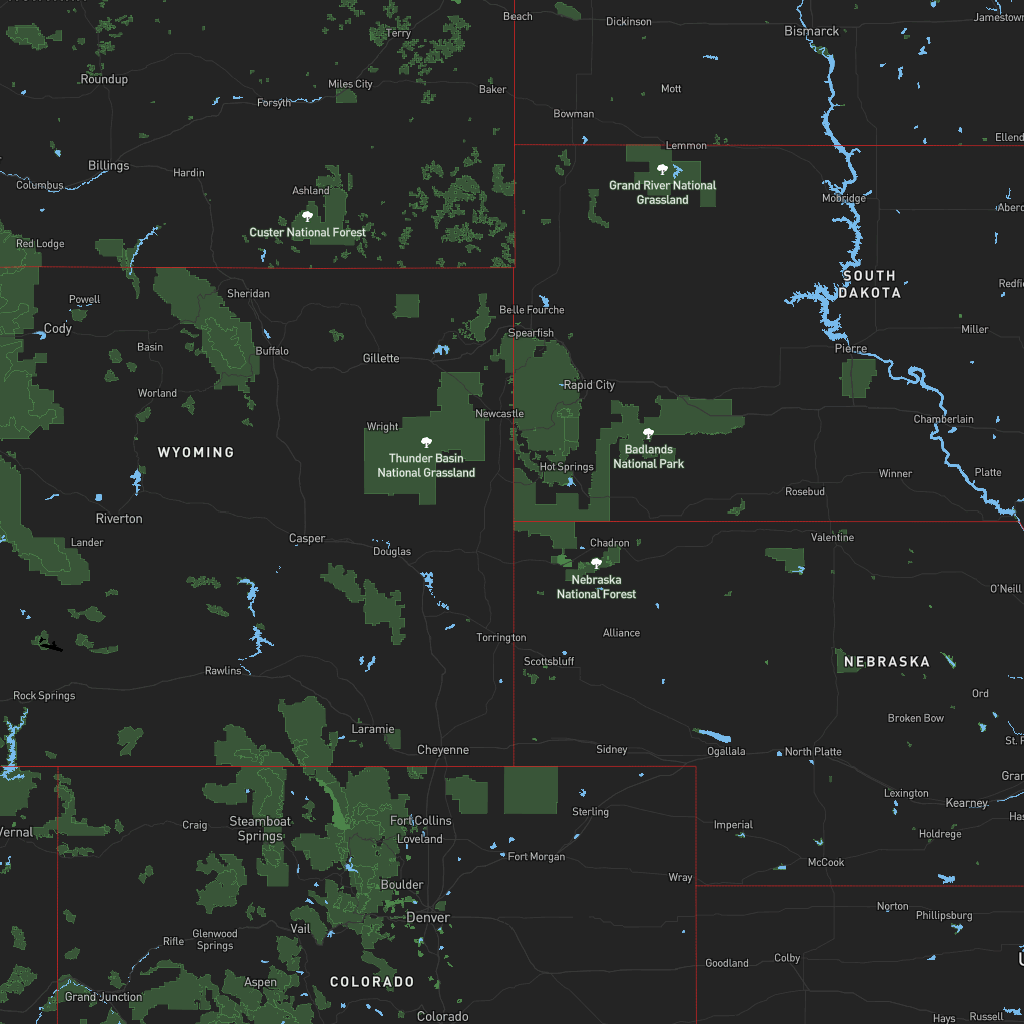 Beach
Dickinson
Jamestown
Terry
Bismarck
Roundup
Miles City
Baker
Mott
Forsyth
Bowman
Ellend
Lemmon
Billings
Hardin
Columbus
Ashland
Grand River National
Grassland
Mobridge
Aberd
Custer National Forest
Red Lodge
SOUTH
DAKOTA
Redfie
Sheridan
Powell
Belle Fourche
Cody
Spearfish
Miller
Basin
Buffalo
Gillette
Pierre
Rapid City
Worland
Newcastle
Chamberlain
Wright
WYOMING
Thunder Basin
National Grassland
Badlands
National Park
Hot Springs
Winner
Platte
Rosebud
Riverton
Casper
Lander
Douglas
Chadron
Valentine
Nebraska
National Forest
O'Neill
Torrington
Alliance
Scottsbluff
NEBRASKA
Rawlins
Rock Springs
Ord
Broken Bow
Laramie
St. P
Cheyenne
Sidney
Ogallala
North Platte
Gran
Lexington
Kearney
Sterling
Has
Craig
Steamboat
Springs
Fort Collins
Imperial
Vernal
Loveland
Holdrege
Fort Morgan
McCook
Wray
Boulder
Norton
Denver
Phillipsburg
Vail
Glenwood
Springs
Rifle
Goodland
Colby
U
Aspen
COLORADO
Grand Junction
Colorado
Hays
Russell